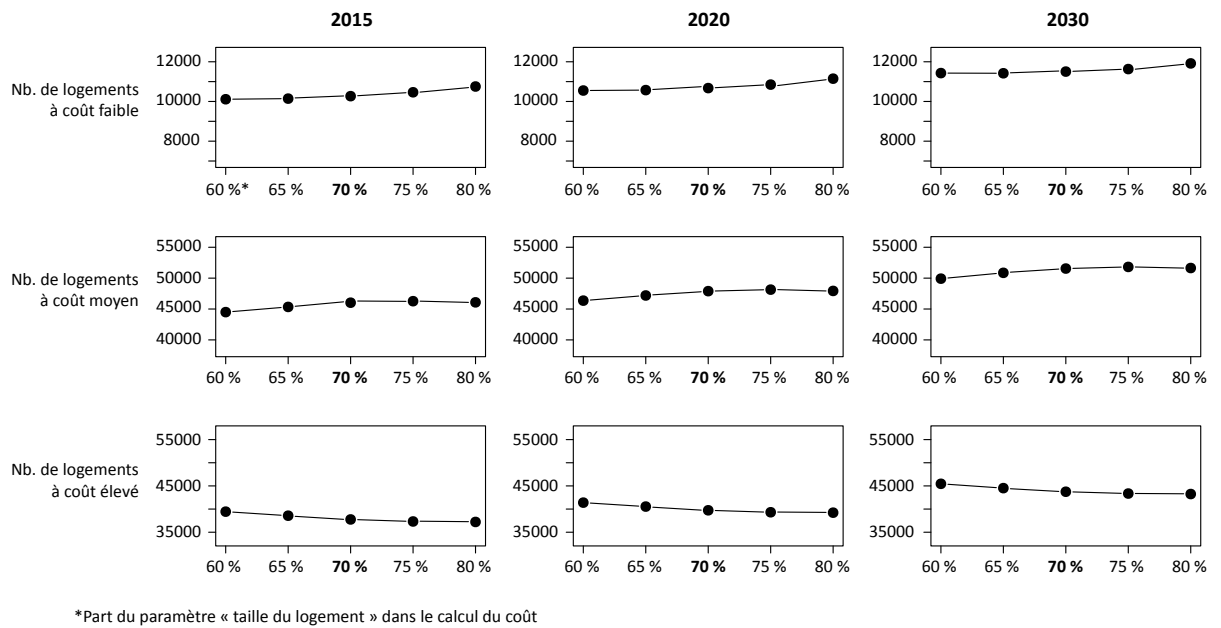 2015 2020 2030
Nb. de logements
à coût faible
12000 12000 12000
10000 10000 10000
8000 8000 8000
60 %* 65 % 70 % 75 % 80 % 60 % 65 % 70 % 75 % 80 % 60 % 65 % 70 % 75 % 80 %
Nb. de logements
à coût moyen
55000 55000 55000
50000 50000 50000
45000 45000 45000
40000 40000 40000
60 % 65 % 70 % 75 % 80 % 60 % 65 % 70 % 75 % 80 % 60 % 65 % 70 % 75 % 80 %
Nb. de logements
à coût élevé
55000 55000 55000
45000 45000 45000
35000 35000 35000
60 % 65 % 70 % 75 % 80 % 60 % 65 % 70 % 75 % 80 % 60 % 65 % 70 % 75 % 80 %
*Part du paramètre « taille du logement » dans le calcul du coût